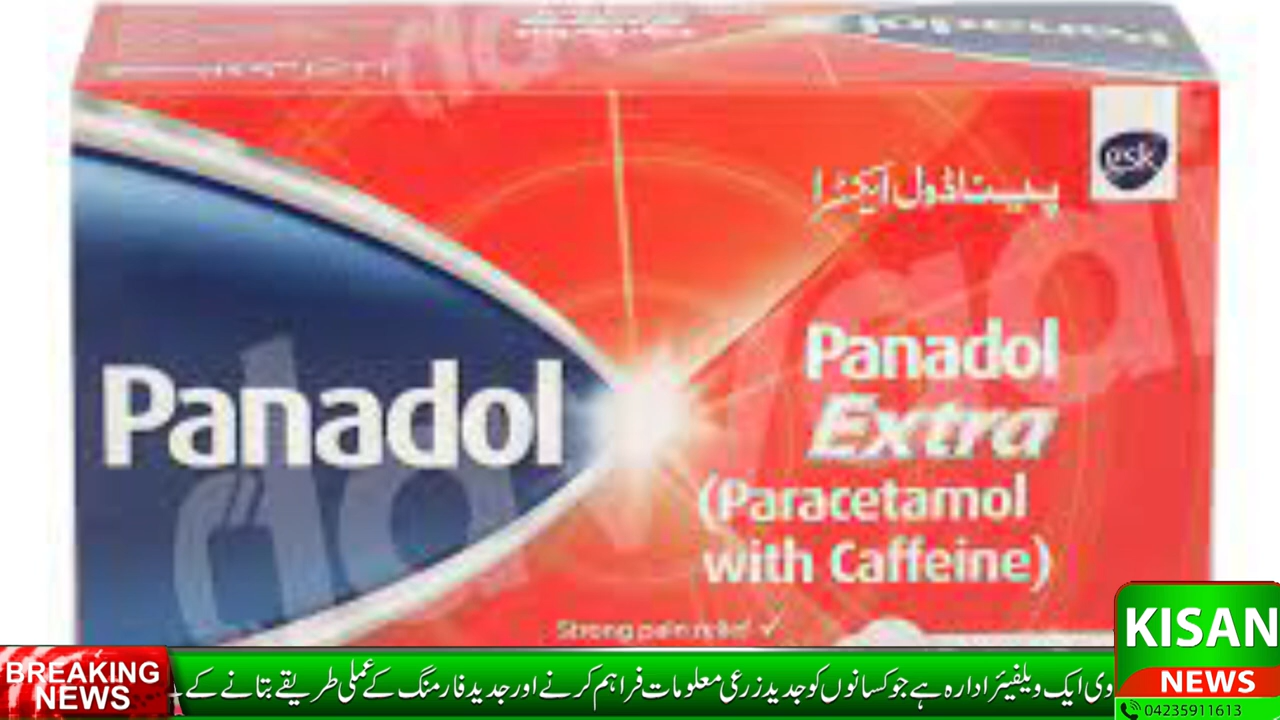 gsk
پیناڈول ایکسٹرا
Panadol
Panadol
Extra
(Paracetamol
with Caffeine)
Strong pain relief ✓
KISAN
NEWS
04235911613
BREAKING
NEWS
وی ایک ویلفیئر ادارہ ہے جو کسانوں کو جدید زرعی معلومات فراہم کرنے اور جدید فارمنگ کے عملی طریقے بتانے کے